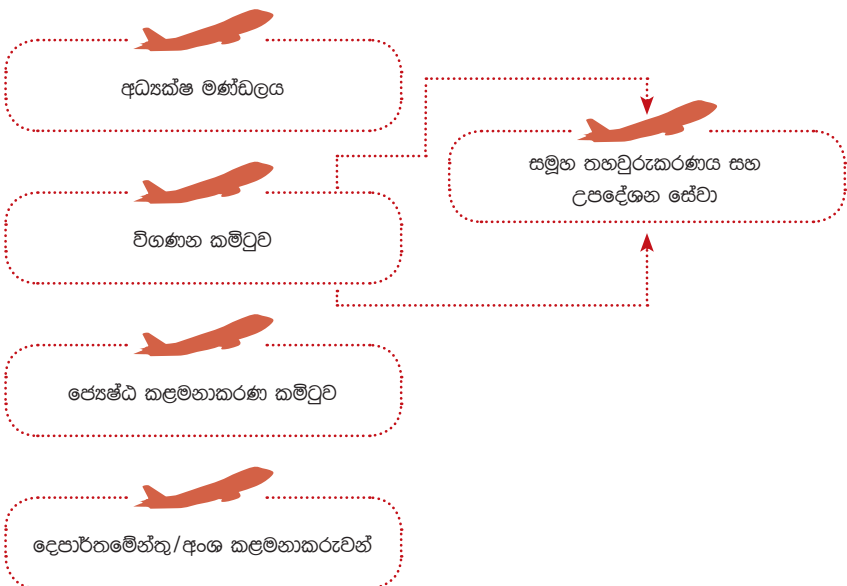 අධ්‍යක්ෂ මණ්ඩලය
සමූහ තහවුරුකරණය සහ
උපදේශන සේවා
විගණන කමිටුව
ජ්‍යෙෂ්ඨ කළමනාකරණ කමිටුව
දෙපාර්තමේන්තු/අංශ කළමනාකරුවන්